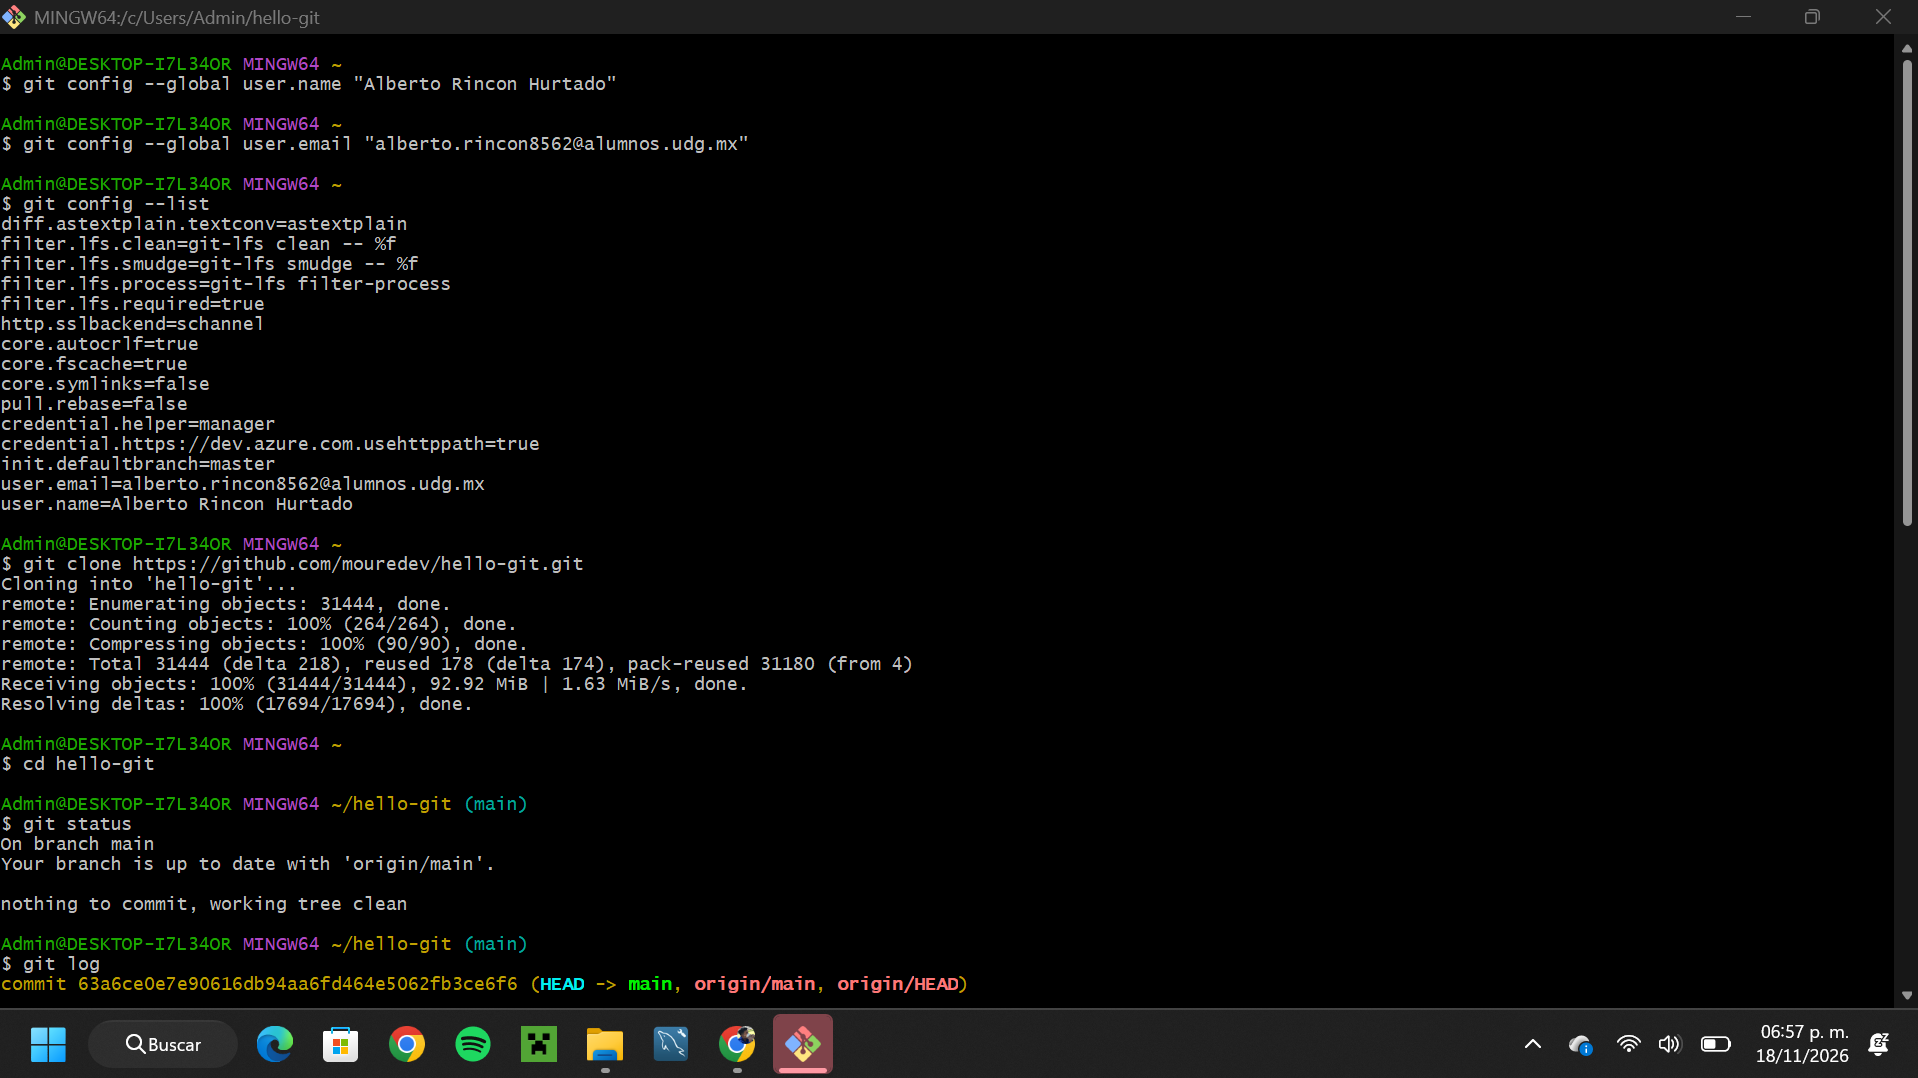 MINGW64:/c/Users/Admin/hello-git
Admin@DESKTOP-I7L34OR MINGW64 ~
$ git config --global user.name "Alberto Rincon Hurtado"
Admin@DESKTOP-I7L34OR MINGW64 ~
$ git config --global user.email "alberto.rincon8562@alumnos.udg.mx"
Admin@DESKTOP-I7L34OR MINGW64 ~
$ git config --list
diff.astextplain.textconv=astextplain
filter.lfs.clean=git-lfs clean -- %f
filter.lfs.smudge=git-lfs smudge -- %f
filter.lfs.process=git-lfs filter-process
filter.lfs.required=true
http.sslbackend=schannel
core.autocrlf=true
core.fscache=true
core.symlinks=false
pull.rebase=false
credential.helper=manager
credential.https://dev.azure.com.usehttppath=true
init.defaultbranch=master
user.email=alberto.rincon8562@alumnos.udg.mx
user.name=Alberto Rincon Hurtado
Admin@DESKTOP-I7L34OR MINGW64 ~
$ git clone https://github.com/mouredev/hello-git.git
Cloning into 'hello-git'...
remote: Enumerating objects: 31444, done.
remote: Counting objects: 100% (264/264), done.
remote: Compressing objects: 100% (90/90), done.
remote: Total 31444 (delta 218), reused 178 (delta 174), pack-reused 31180 (from 4)
Receiving objects: 100% (31444/31444), 92.92 MiB | 1.63 MiB/s, done.
Resolving deltas: 100% (17694/17694), done.
Admin@DESKTOP-I7L34OR MINGW64 ~
$ cd hello-git
Admin@DESKTOP-I7L34OR MINGW64 ~/hello-git (main)
$ git status
On branch main
Your branch is up to date with 'origin/main'.
nothing to commit, working tree clean
Admin@DESKTOP-I7L34OR MINGW64 ~/hello-git (main)
$ git log
commit 63a6ce0e7e90616db94aa6fd464e5062fb3ce6f6 (HEAD -> main, origin/main, origin/HEAD)
Buscar
06:57 p. m.
18/11/2026